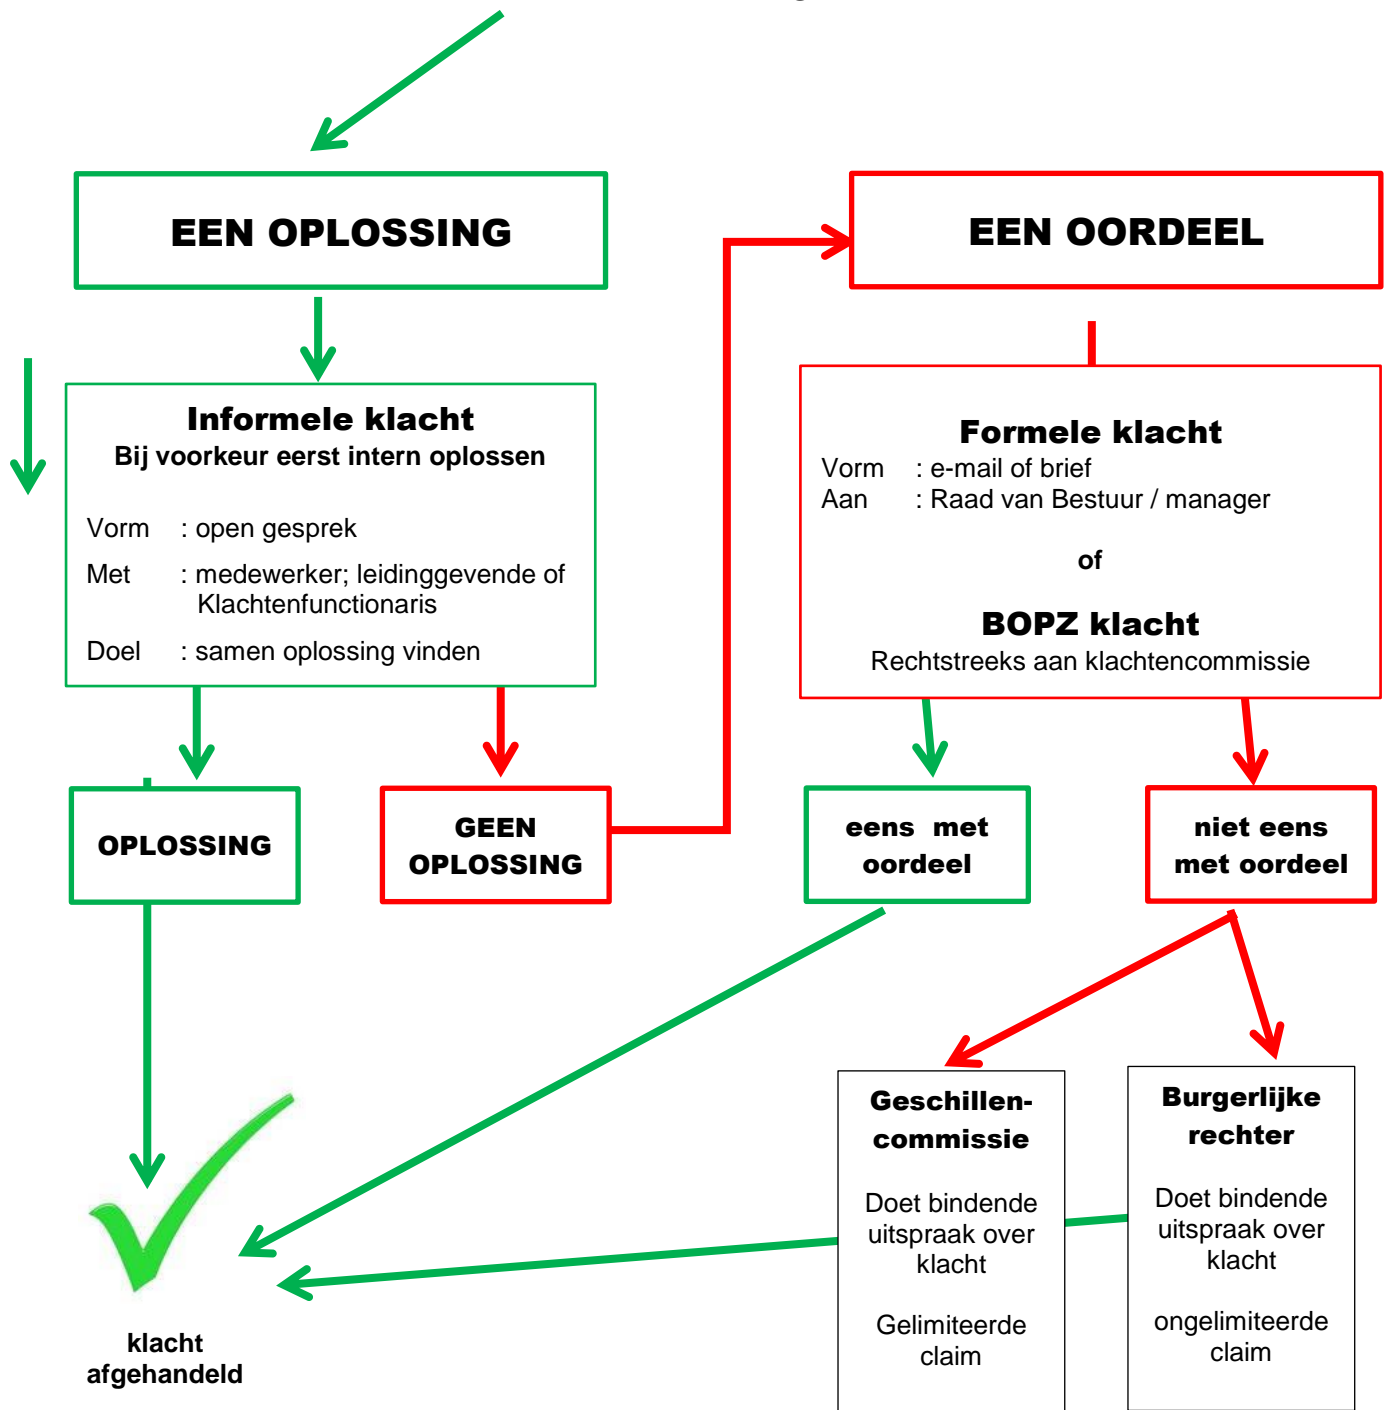 EEN OPLOSSING
EEN OORDEEL
Informele klacht
Bij voorkeur eerst intern oplossen
Vorm : open gesprek
Met : medewerker; leidinggevende of
Klachtenfunctionaris
Doel : samen oplossing vinden
Formele klacht
Vorm : e-mail of brief
Aan : Raad van Bestuur / manager
of
BOPZ klacht
Rechtstreeks aan klachtencommissie
OPLOSSING
GEEN
OPLOSSING
eens met
oordeel
niet eens
met oordeel
Geschillen-
commissie
Doet bindende
uitspraak over
klacht
Gelimiteerde
claim
Burgerlijke
rechter
Doet bindende
uitspraak over
klacht
ongelimiteerde
claim
klacht
afgehandeld